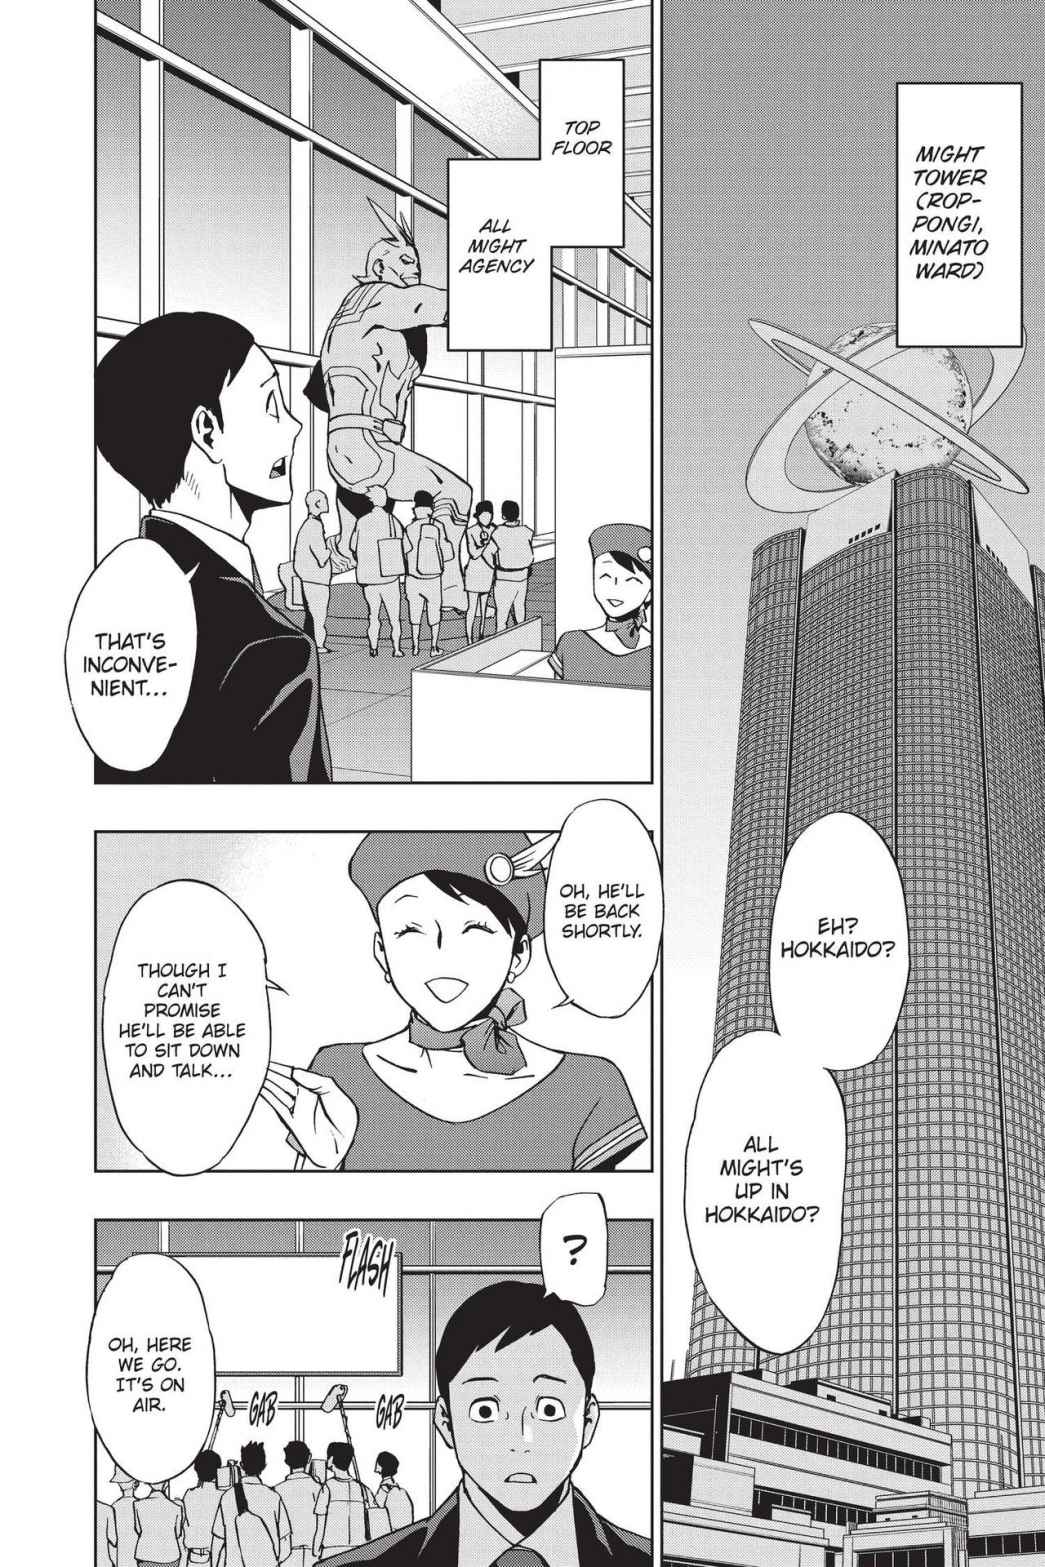 MIGHT
TOWER
(ROP-
PONGI,
MINATO
WARD)
EH?
HOKKAIDO?
ALL
MIGHT'S
UP IN
HOKKAIDO?
TOP
FLOOR
ALL
MIGHT
AGENCY
THAT'S
INCONVE-
NIENT...
OH, HE'LL
BE BACK
SHORTLY.
THOUGH I
CAN'T
PROMISE
HE'LL BE ABLE
TO SIT DOWN
AND TALK...
?
FLASH
OH, HERE
WE GO.
IT'S ON
AIR.
GAB
GAB